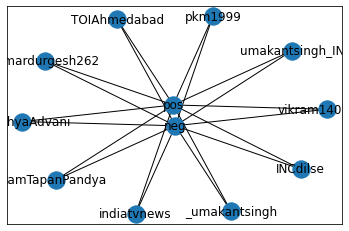 TOIAhmedabad
pkm1999
umakantsingh_IN
mardurgesh262
pos
vikram140
hyaAdvani
neg
INCdilse
amTapanPandya
indiatvnews
_umakantsingh